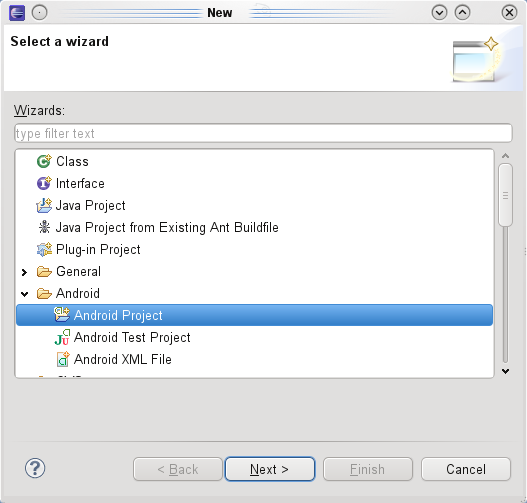 New
Select a wizard
Wizards:
type filter text
Class
Interface
Java Project
Java Project from Existing Ant Buildfile
Plug-in Project
General
Android
Android Project
Android Test Project
Android XML File
< Back
Next >
Finish
Cancel